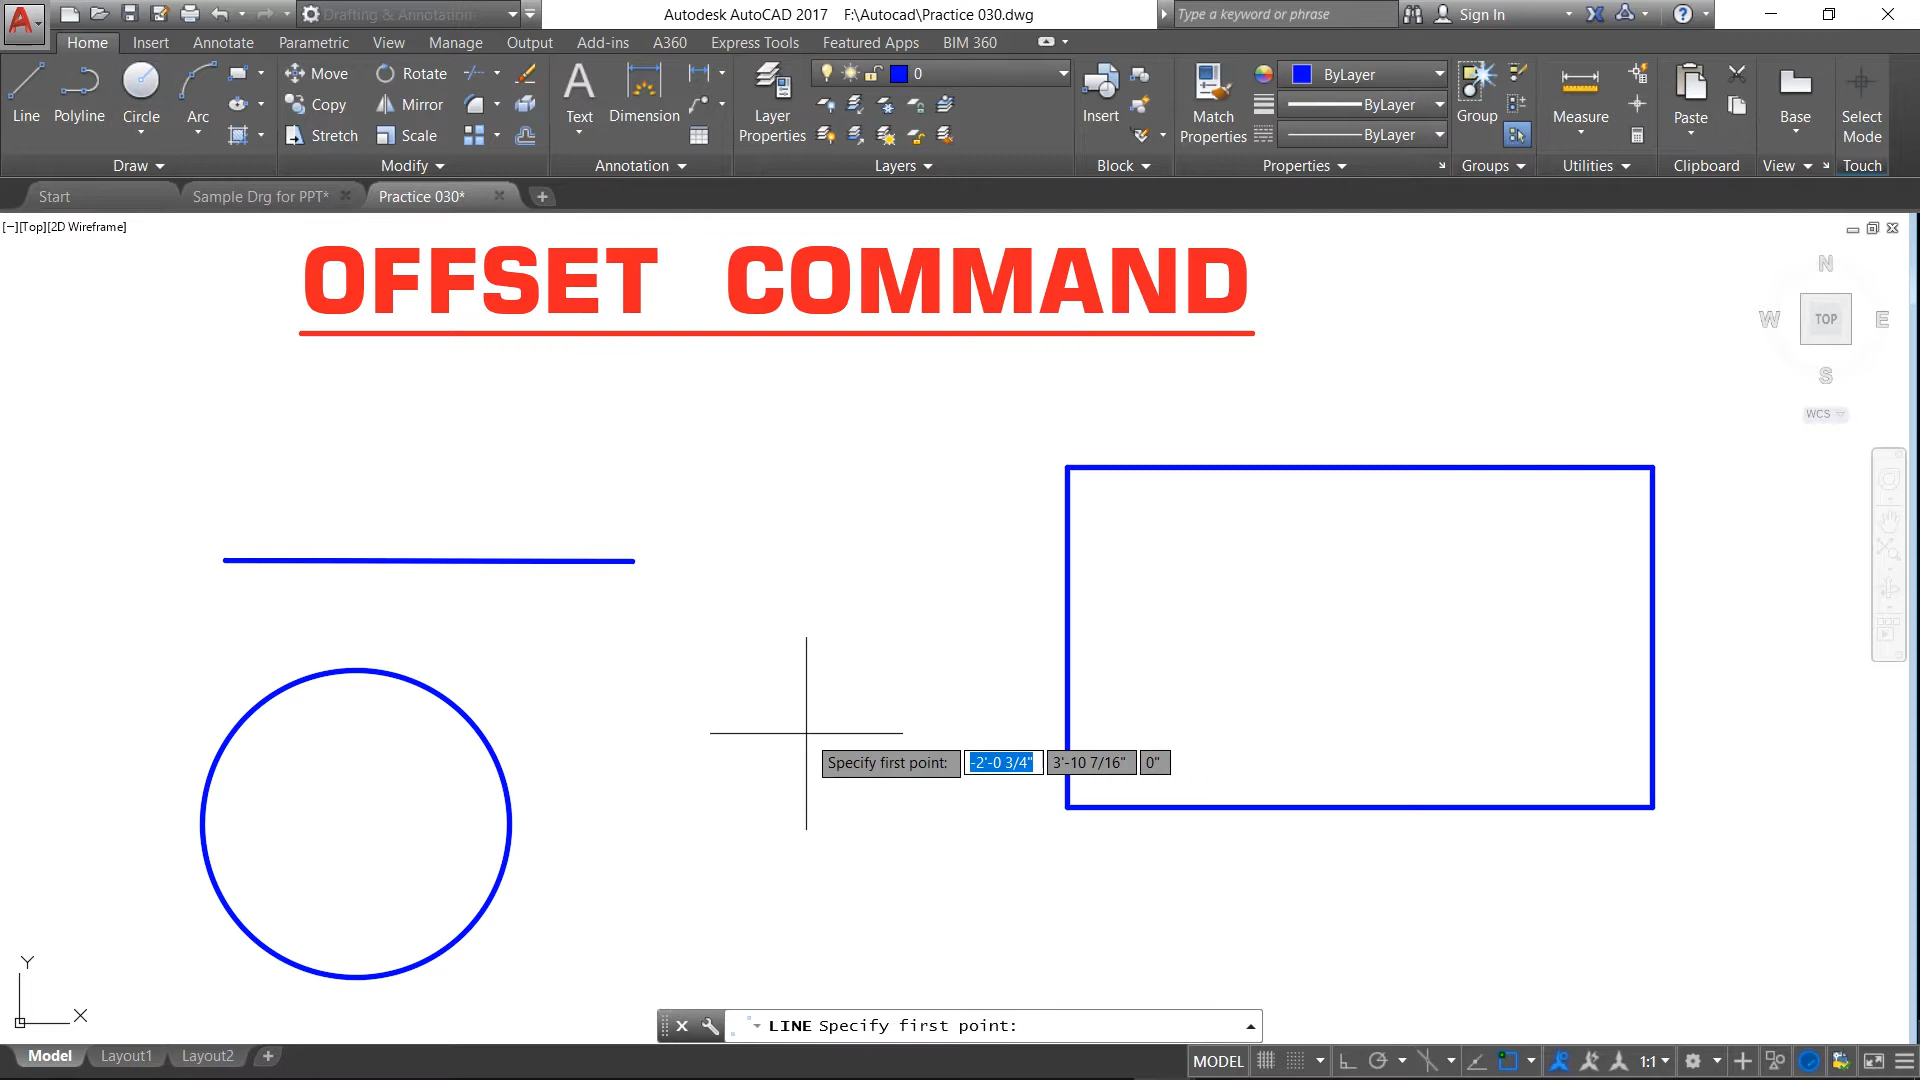 Drafting & Annotation
Autodesk AutoCAD 2017 F:\Autocad\Practice 030.dwg
Type a keyword or phrase
Sign In
Home Insert Annotate Parametric View Manage Output Add-ins A360 Express Tools Featured Apps BIM 360
Line Polyline Circle Arc
Move Rotate
Copy Mirror
Stretch Scale
Text Dimension
Layer Properties
0
Insert
Match Properties
ByLayer
ByLayer
ByLayer
Group
Measure
Paste
Base
Select Mode
Draw Modify Annotation Layers Block Properties Groups Utilities Clipboard View Touch
Start Sample Drg for PPT* Practice 030*
[−][Top][2D Wireframe]
OFFSET COMMAND
N
W TOP E
S
WCS
Specify first point: -2'-0 3/4" 3'-10 7/16" 0"
Y
X
LINE Specify first point:
Model Layout1 Layout2
MODEL 1:1